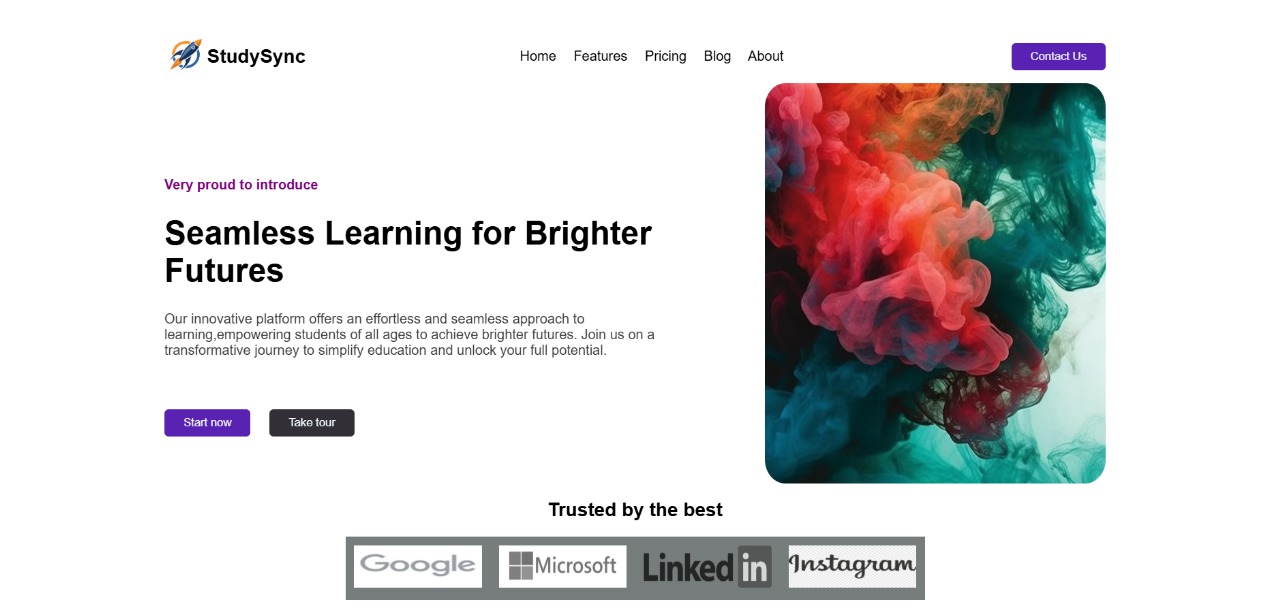 StudySync
Home Features Pricing Blog About
Contact Us
Very proud to introduce
Seamless Learning for Brighter
Futures
Our innovative platform offers an effortless and seamless approach to
learning,empowering students of all ages to achieve brighter futures. Join us on a
transformative journey to simplify education and unlock your full potential.
Start now
Take tour
Trusted by the best
Google
Microsoft
Linked in
Instagram